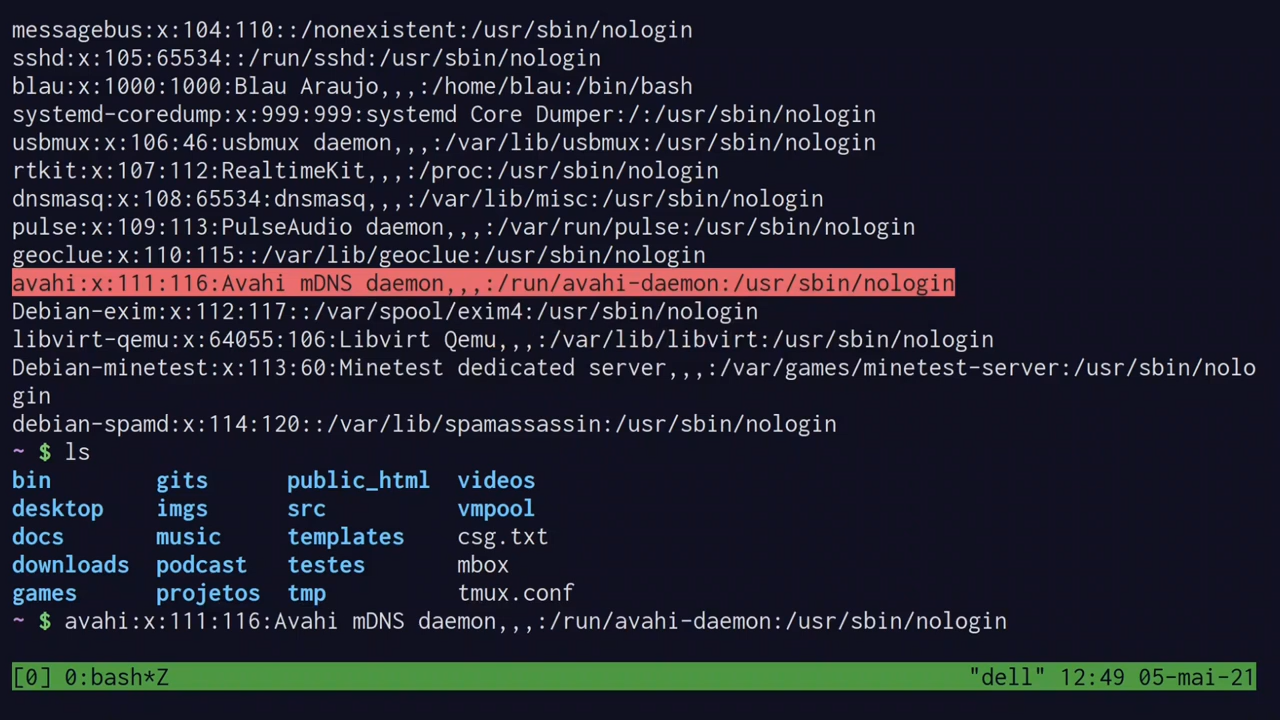 messagebus:x:104:110::/nonexistent:/usr/sbin/nologin
sshd:x:105:65534::/run/sshd:/usr/sbin/nologin
blau:x:1000:1000:Blau Araujo,,,:/home/blau:/bin/bash
systemd-coredump:x:999:999:systemd Core Dumper:/:/usr/sbin/nologin
usbmux:x:106:46:usbmux daemon,,,:/var/lib/usbmux:/usr/sbin/nologin
rtkit:x:107:112:RealtimeKit,,,:/proc:/usr/sbin/nologin
dnsmasq:x:108:65534:dnsmasq,,,:/var/lib/misc:/usr/sbin/nologin
pulse:x:109:113:PulseAudio daemon,,,:/var/run/pulse:/usr/sbin/nologin
geoclue:x:110:115::/var/lib/geoclue:/usr/sbin/nologin
avahi:x:111:116:Avahi mDNS daemon,,,:/run/avahi-daemon:/usr/sbin/nologin
Debian-exim:x:112:117::/var/spool/exim4:/usr/sbin/nologin
libvirt-qemu:x:64055:106:Libvirt Qemu,,,:/var/lib/libvirt:/usr/sbin/nologin
Debian-minetest:x:113:60:Minetest dedicated server,,,:/var/games/minetest-server:/usr/sbin/nolo
gin
debian-spamd:x:114:120::/var/lib/spamassassin:/usr/sbin/nologin
~ $ ls
bin gits public_html videos
desktop imgs src vmpool
docs music templates csg.txt
downloads podcast testes mbox
games projetos tmp tmux.conf
~ $ avahi:x:111:116:Avahi mDNS daemon,,,:/run/avahi-daemon:/usr/sbin/nologin
[0] 0:bash*Z "dell" 12:49 05-mai-21